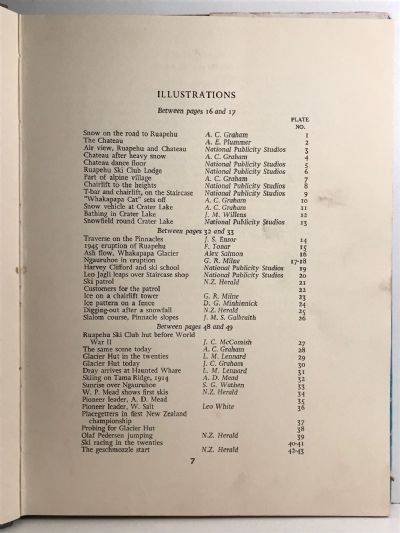 ILLUSTRATIONS
Between pages 16 and 17
PLATE
NO.
Snow on the road to Ruapehu A. C. Graham 1
The Chateau A. E. Plummer 2
Air view, Ruapehu and Chateau National Publicity Studios 3
Chateau after heavy snow A. C. Graham 4
Chateau dance floor National Publicity Studios 5
Ruapehu Ski Club Lodge National Publicity Studios 6
Part of alpine village A. C. Graham 7
Chairlift to the heights National Publicity Studios 8
T-bar and chairlift, on the Staircase National Publicity Studios 9
"Whakapapa Cat" sets off A. C. Graham 10
Snow vehicle at Crater Lake A. C. Graham 11
Bathing in Crater Lake J. M. Willens 12
Snowfield round Crater Lake National Publicity Studios 13
Between pages 32 and 33
Traverse on the Pinnacles J. S. Ensor 14
1945 eruption of Ruapehu F. Tonar 15
Ash flow, Whakapapa Glacier Alex Salmon 16
Ngauruhoe in eruption G. R. Milne 17-18
Harvey Clifford and ski school National Publicity Studios 19
Leo Jagli leaps over Staircase shop National Publicity Studios 20
Ski patrol N.Z. Herald 21
Customers for the patrol 22
Ice on a chairlift tower G. R. Milne 23
Ice pattern on a fence D. G. Minhienick 24
Digging-out after a snowfall N.Z. Herald 25
Slalom course, Pinnacle slopes J. M. S. Galbraith 26
Between pages 48 and 49
Ruapehu Ski Club hut before World
War II J. C. McComish 27
The same scene today A. C. Graham 28
Glacier Hut in the twenties L. M. Lennard 29
Glacier Hut today J. C. Graham 30
Dray arrives at Haunted Whare L. M. Lennard 31
Skiing on Tama Ridge, 1914 A. D. Mead 32
Sunrise over Ngauruhoe S. G. Wathen 33
W. P. Mead shows first skis N.Z. Herald 34
Pioneer leader, A. D. Mead 35
Pioneer leader, W. Salt Leo White 36
Placegetters in first New Zealand
championship 37
Probing for Glacier Hut 38
Olaf Pedersen jumping N.Z. Herald 39
Ski racing in the twenties 40-41
The geschmozzle start N.Z. Herald 42-43
7